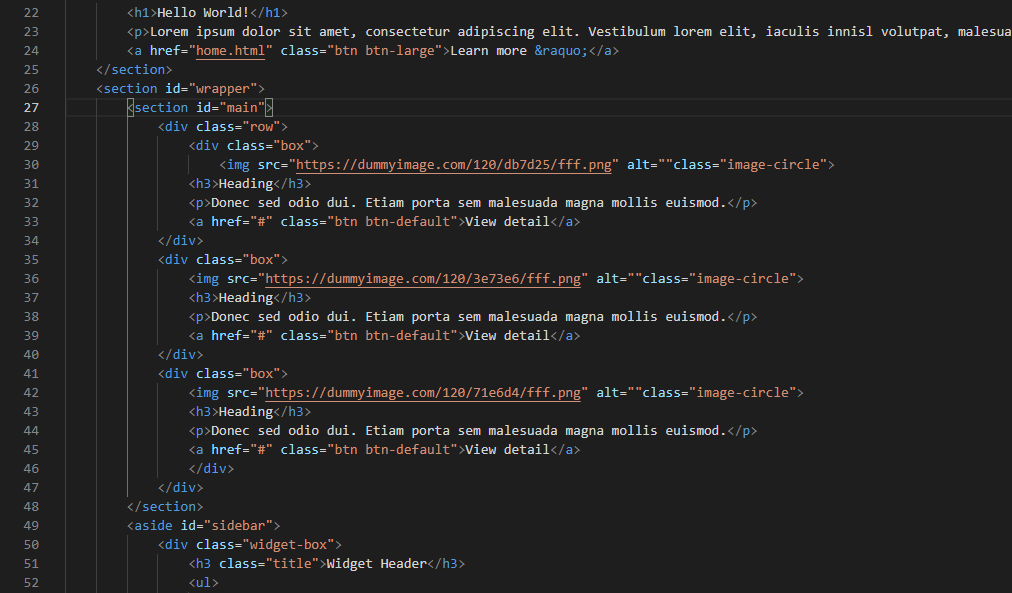 22 <h1>Hello World!</h1>
23 <p>Lorem ipsum dolor sit amet, consectetur adipiscing elit. Vestibulum lorem elit, iaculis innisl volutpat, malesua
24 <a href="home.html" class="btn btn-large">Learn more &raquo;</a>
25 </section>
26 <section id="wrapper">
27 <section id="main">
28 <div class="row">
29 <div class="box">
30 <img src="https://dummyimage.com/120/db7d25/fff.png" alt=""class="image-circle">
31 <h3>Heading</h3>
32 <p>Donec sed odio dui. Etiam porta sem malesuada magna mollis euismod.</p>
33 <a href="#" class="btn btn-default">View detail</a>
34 </div>
35 <div class="box">
36 <img src="https://dummyimage.com/120/3e73e6/fff.png" alt=""class="image-circle">
37 <h3>Heading</h3>
38 <p>Donec sed odio dui. Etiam porta sem malesuada magna mollis euismod.</p>
39 <a href="#" class="btn btn-default">View detail</a>
40 </div>
41 <div class="box">
42 <img src="https://dummyimage.com/120/71e6d4/fff.png" alt=""class="image-circle">
43 <h3>Heading</h3>
44 <p>Donec sed odio dui. Etiam porta sem malesuada magna mollis euismod.</p>
45 <a href="#" class="btn btn-default">View detail</a>
46 </div>
47 </div>
48 </section>
49 <aside id="sidebar">
50 <div class="widget-box">
51 <h3 class="title">Widget Header</h3>
52 <ul>